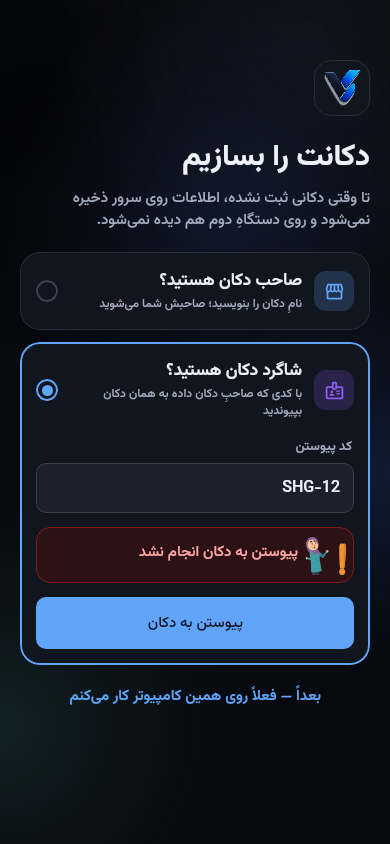 دکانت را بسازیم
تا وقتی دکانی ثبت نشده، اطلاعات روی سرور ذخیره
نمی‌شود و روی دستگاهِ دوم هم دیده نمی‌شود.
صاحب دکان هستید؟
نامِ دکان را بنویسید؛ صاحبش شما می‌شوید
شاگرد دکان هستید؟
با کدی که صاحبِ دکان داده به همان دکان
بپیوندید
کد پیوستن
SHG-12
پیوستن به دکان انجام نشد
پیوستن به دکان
بعداً — فعلاً روی همین کامپیوتر کار می‌کنم